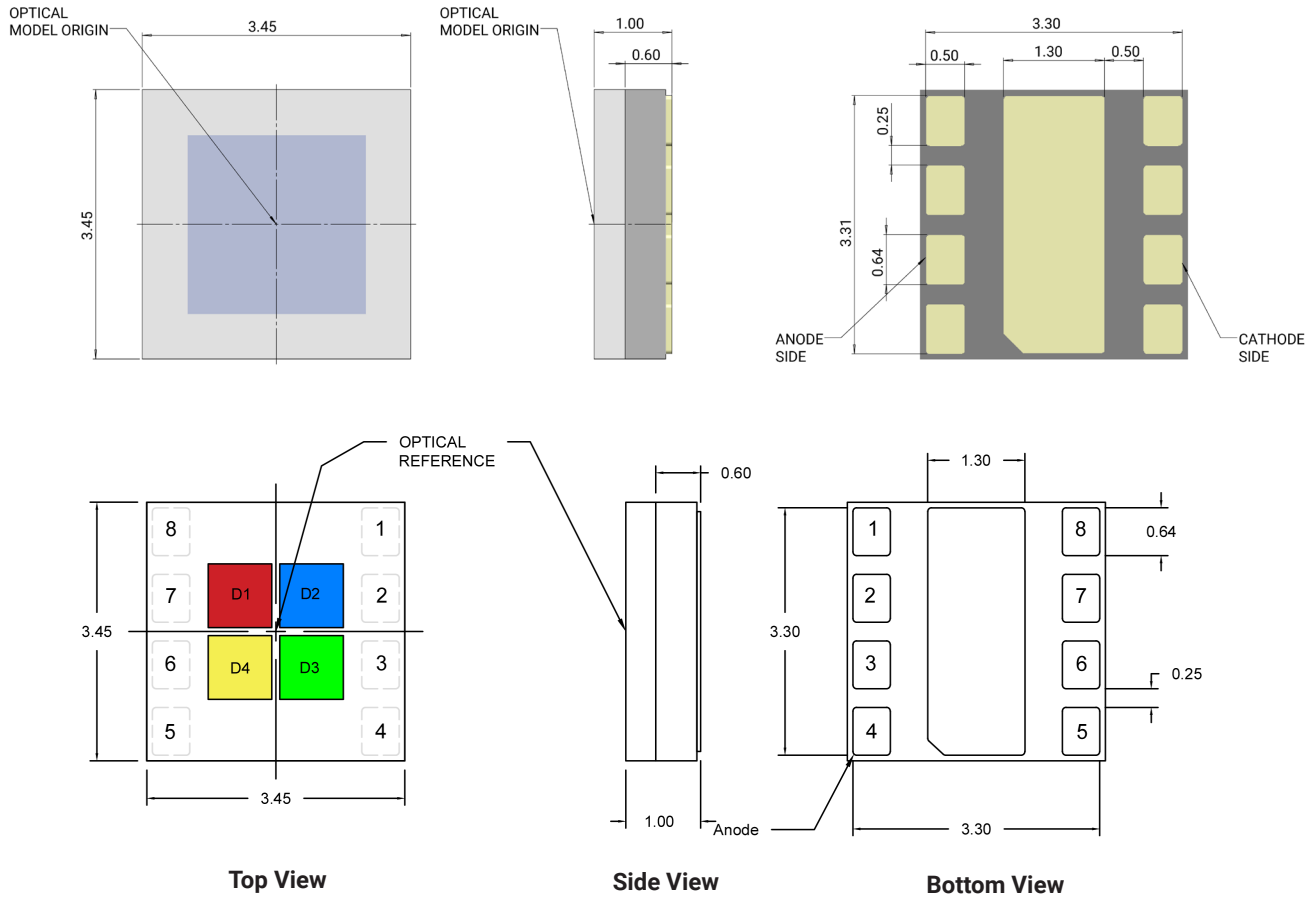 OPTICAL
MODEL ORIGIN
3.45
3.45
OPTICAL
MODEL ORIGIN
1.00
0.60
3.30
0.50
1.30
0.50
0.25
3.31
0.64
ANODE
SIDE
CATHODE
SIDE
OPTICAL
REFERENCE
8
1
7
D1
D2
2
3.45
6
D4
D3
3
5
4
3.45
Top View
0.60
1.00
Side View
1.30
1
8
0.64
2
7
3.30
3
6
0.25
4
5
Anode
3.30
Bottom View